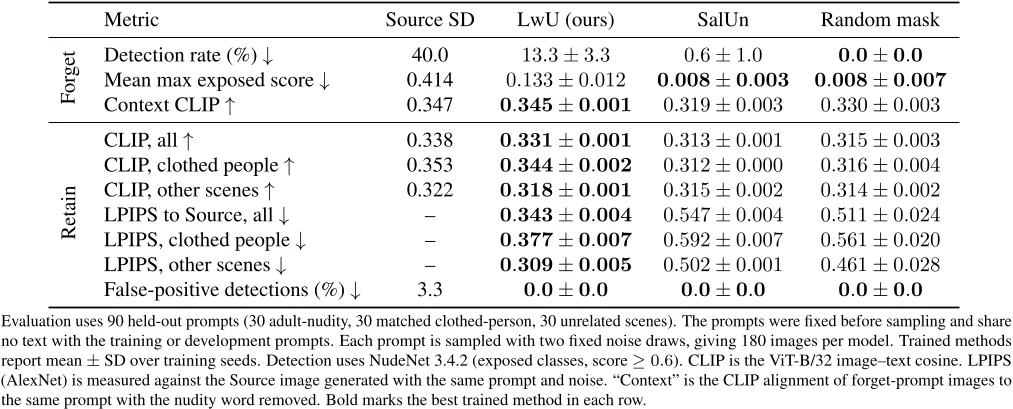 Metric Source SD LwU (ours) SalUn Random mask
Forget
Detection rate (%) ↓ 40.0 13.3 ± 3.3 0.6 ± 1.0 0.0 ± 0.0
Mean max exposed score ↓ 0.414 0.133 ± 0.012 0.008 ± 0.003 0.008 ± 0.007
Context CLIP ↑ 0.347 0.345 ± 0.001 0.319 ± 0.003 0.330 ± 0.003
Retain
CLIP, all ↑ 0.338 0.331 ± 0.001 0.313 ± 0.001 0.315 ± 0.003
CLIP, clothed people ↑ 0.353 0.344 ± 0.002 0.312 ± 0.000 0.316 ± 0.004
CLIP, other scenes ↑ 0.322 0.318 ± 0.001 0.315 ± 0.002 0.314 ± 0.002
LPIPS to Source, all ↓ – 0.343 ± 0.004 0.547 ± 0.004 0.511 ± 0.024
LPIPS, clothed people ↓ – 0.377 ± 0.007 0.592 ± 0.007 0.561 ± 0.020
LPIPS, other scenes ↓ – 0.309 ± 0.005 0.502 ± 0.001 0.461 ± 0.028
False-positive detections (%) ↓ 3.3 0.0 ± 0.0 0.0 ± 0.0 0.0 ± 0.0
Evaluation uses 90 held-out prompts (30 adult-nudity, 30 matched clothed-person, 30 unrelated scenes). The prompts were fixed before sampling and share
no text with the training or development prompts. Each prompt is sampled with two fixed noise draws, giving 180 images per model. Trained methods
report mean ± SD over training seeds. Detection uses NudeNet 3.4.2 (exposed classes, score ≥ 0.6). CLIP is the ViT-B/32 image–text cosine. LPIPS
(AlexNet) is measured against the Source image generated with the same prompt and noise. “Context” is the CLIP alignment of forget-prompt images to
the same prompt with the nudity word removed. Bold marks the best trained method in each row.